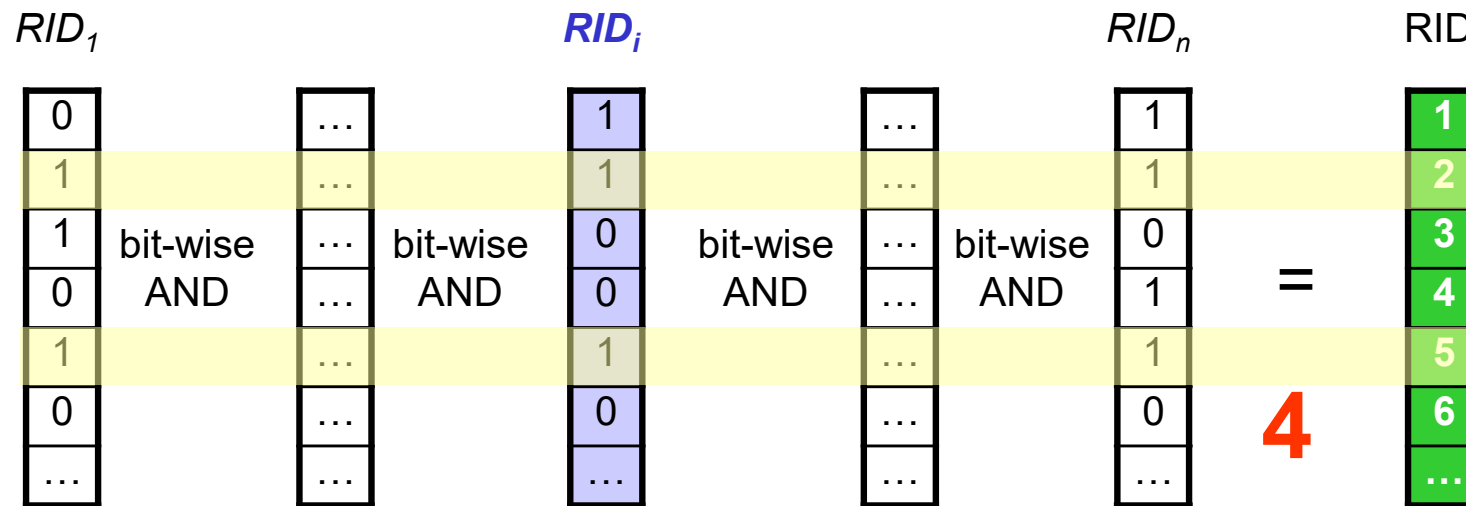 RID1 RIDi RIDn RID
0 … 1 … 1 1
1 … 1 … 1 2
1 bit-wise … bit-wise 0 bit-wise … bit-wise 0 3
0 AND … AND 0 AND … AND 1 = 4
1 … 1 … 1 5
0 … 0 … 0 4 6
… … … … … …